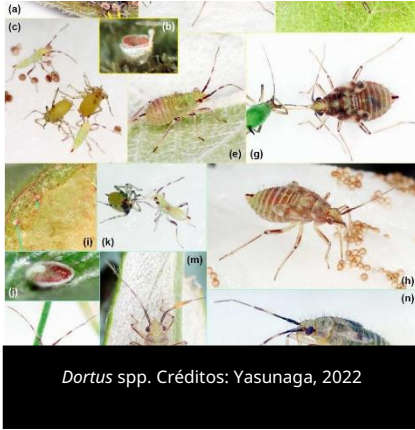 (a)
(c)
(b)
(e)
(g)
(i)
(k)
(h)
(j)
(m)
(n)
Dortus spp. Créditos: Yasunaga, 2022